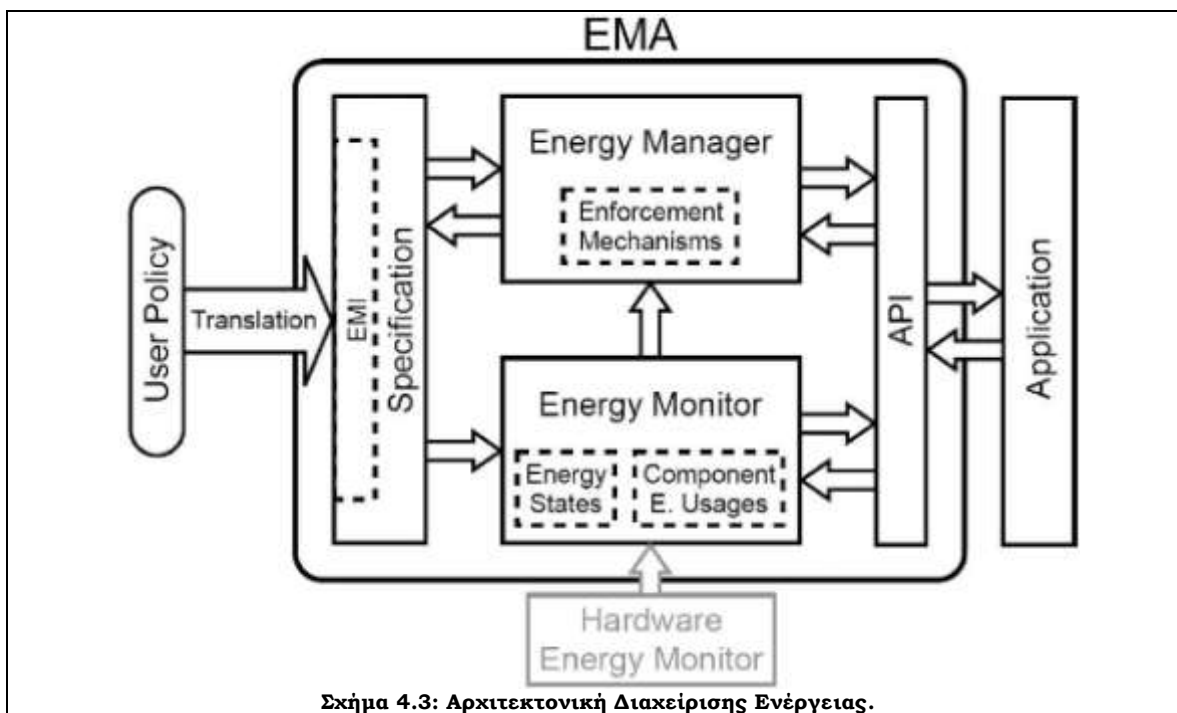 EMA
User Policy
Translation
EMI
Specification
Energy Manager
Enforcement
Mechanisms
Energy Monitor
Energy
States
Component
E. Usages
API
Application
Hardware
Energy Monitor
Σχήμα 4.3: Αρχιτεκτονική Διαχείρισης Ενέργειας.